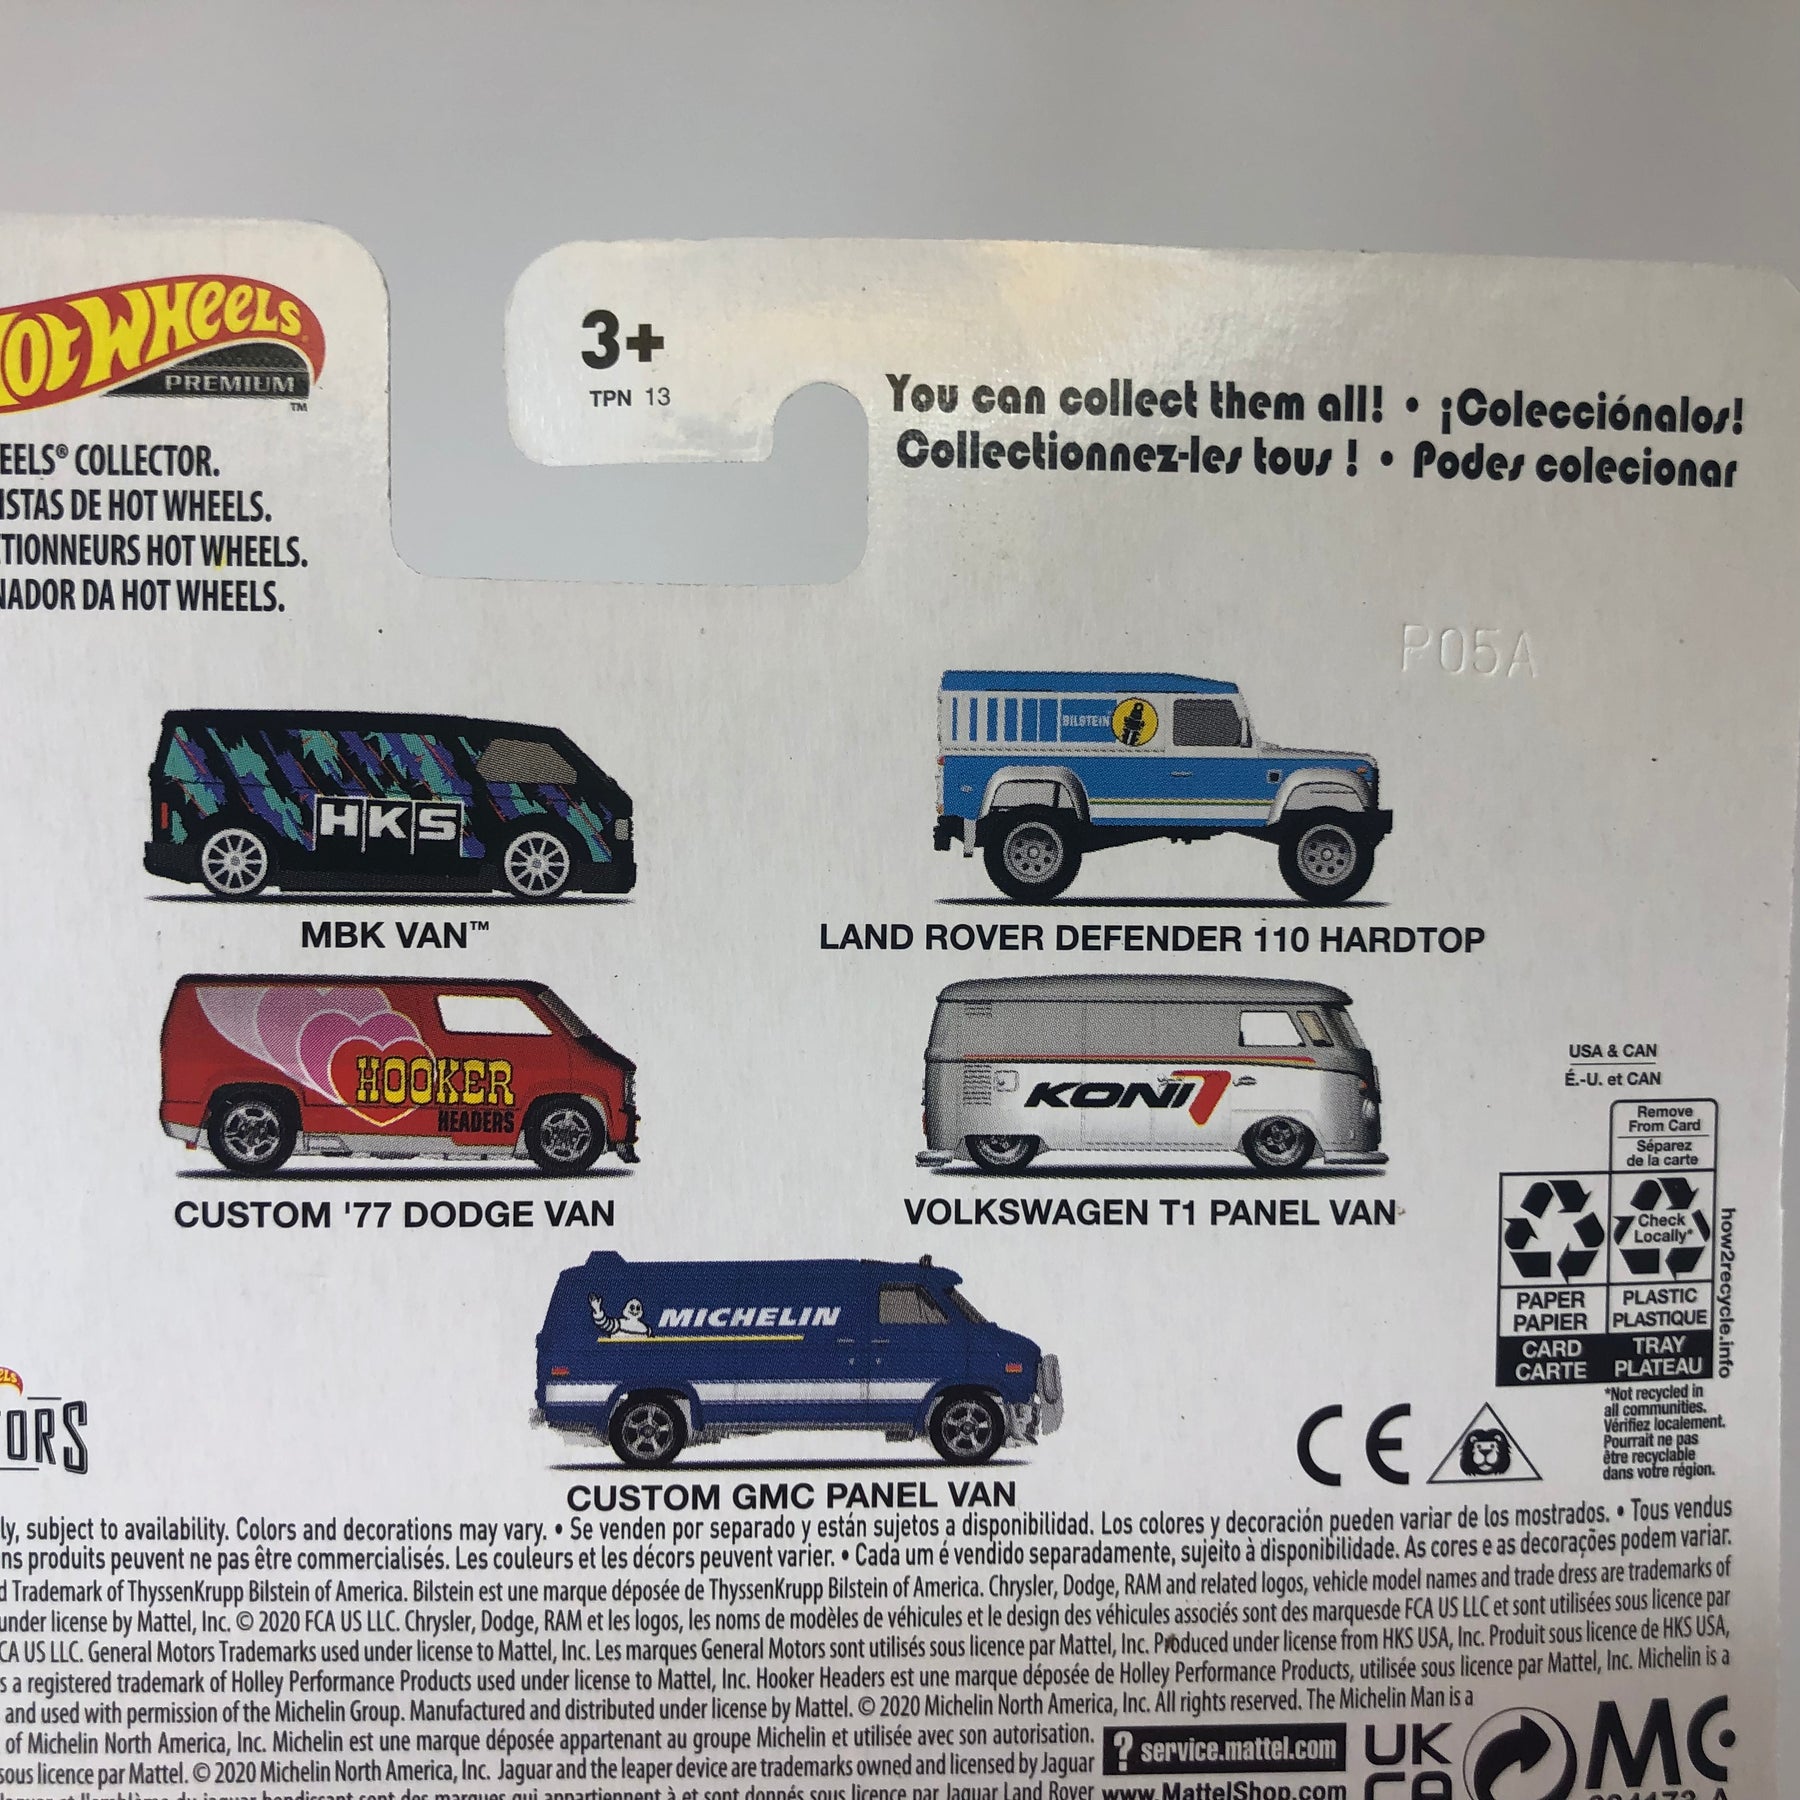 Hot Wheels
PREMIUM
™
3+
TPN 13
You can collect them all! • ¡Colecciónalos!
Collectionnez-les tous ! • Podes colecionar
EELS® COLLECTOR.
ISTAS DE HOT WHEELS.
TIONNEURS HOT WHEELS.
NADOR DA HOT WHEELS.
P05A
HKS
BILSTEIN
MBK VAN™
LAND ROVER DEFENDER 110 HARDTOP
HOOKER
HEADERS
KONI
CUSTOM '77 DODGE VAN
VOLKSWAGEN T1 PANEL VAN
USA & CAN
É.-U. et CAN
Remove
From Card
Séparez
de la carte
Check
Locally*
PAPER
PAPIER
PLASTIC
PLASTIQUE
CARD
CARTE
TRAY
PLATEAU
how2recycle.info
*Not recycled in
all communities.
Vérifiez localement.
Pourrait ne pas
être recyclable
dans votre région.
MICHELIN
ORS
CE
CUSTOM GMC PANEL VAN
ly, subject to availability. Colors and decorations may vary. • Se venden por separado y están sujetos a disponibilidad. Los colores y decoración pueden variar de los mostrados. • Tous vendus
ns produits peuvent ne pas être commercialisés. Les couleurs et les décors peuvent varier. • Cada um é vendido separadamente, sujeito à disponibilidade. As cores e as decorações podem variar.
d Trademark of ThyssenKrupp Bilstein of America. Bilstein est une marque déposée de ThyssenKrupp Bilstein of America. Chrysler, Dodge, RAM and related logos, vehicle model names and trade dress are trademarks of
under license by Mattel, Inc. © 2020 FCA US LLC. Chrysler, Dodge, RAM et les logos, les noms de modèles de véhicules et le design des véhicules associés sont des marquesde FCA US LLC et sont utilisées sous licence par
CA US LLC. General Motors Trademarks used under license to Mattel, Inc. Les marques General Motors sont utilisés sous licence par Mattel, Inc. Produced under license from HKS USA, Inc. Produit sous licence de HKS USA,
s a registered trademark of Holley Performance Products used under license to Mattel, Inc. Hooker Headers est une marque déposée de Holley Performance Products, utilisée sous licence par Mattel, Inc. Michelin is a
and used with permission of the Michelin Group. Manufactured and distributed under license by Mattel. © 2020 Michelin North America, Inc. All rights reserved. The Michelin Man is a
of Michelin North America, Inc. Michelin est une marque déposée appartenant au groupe Michelin et utilisée avec son autorisation.
sous licence par Mattel. © 2020 Michelin North America, Inc. Jaguar and the leaper device are trademarks owned and licensed by Jaguar
marques qui appartiennent à et sont donnés sous licence par Jaguar Land Rover
? service.mattel.com
www.MattelShop.com
UK
CA
MC